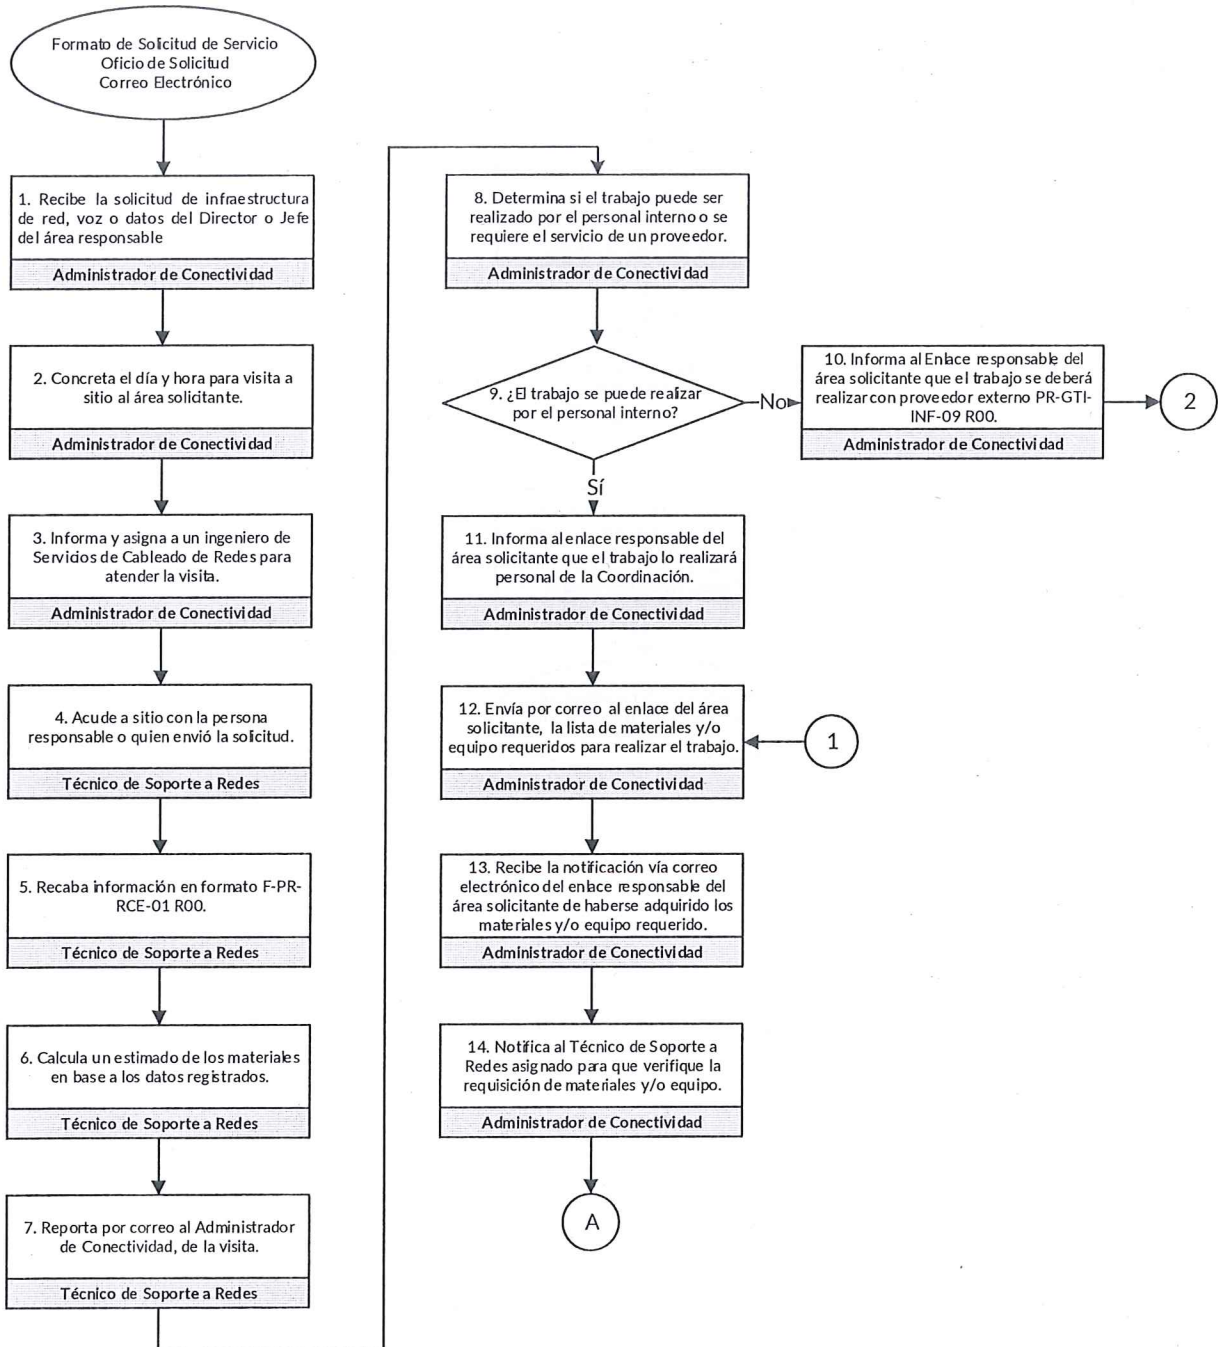 Formato de Solicitud de Servicio
Oficio de Solicitud
Correo Electrónico
1. Recibe la solicitud de infraestructura
de red, voz o datos del Director o Jefe
del área responsable
Administrador de Conectividad
2. Concreta el día y hora para visita a
sitio al área solicitante.
Administrador de Conectividad
3. Informa y asigna a un ingeniero de
Servicios de Cableado de Redes para
atender la visita.
Administrador de Conectividad
4. Acude a sitio con la persona
responsable o quien envió la solicitud.
Técnico de Soporte a Redes
5. Recaba información en formato F-PR-
RCE-01 R00.
Técnico de Soporte a Redes
6. Calcula un estimado de los materiales
en base a los datos registrados.
Técnico de Soporte a Redes
7. Reporta por correo al Administrador
de Conectividad, de la visita.
Técnico de Soporte a Redes
8. Determina si el trabajo puede ser
realizado por el personal interno o se
requiere el servicio de un proveedor.
Administrador de Conectividad
9. ¿El trabajo se puede realizar
por el personal interno?
No
10. Informa al Enlace responsable del
área solicitante que el trabajo se deberá
realizar con proveedor externo PR-GTI-
INF-09 R00.
Administrador de Conectividad
2
Sí
11. Informa al enlace responsable del
área solicitante que el trabajo lo realizará
personal de la Coordinación.
Administrador de Conectividad
12. Envía por correo al enlace del área
solicitante, la lista de materiales y/o
equipo requeridos para realizar el trabajo.
Administrador de Conectividad
1
13. Recibe la notificación vía correo
electrónico del enlace responsable del
área solicitante de haberse adquirido los
materiales y/o equipo requerido.
Administrador de Conectividad
14. Notifica al Técnico de Soporte a
Redes asignado para que verifique la
requisición de materiales y/o equipo.
Administrador de Conectividad
A